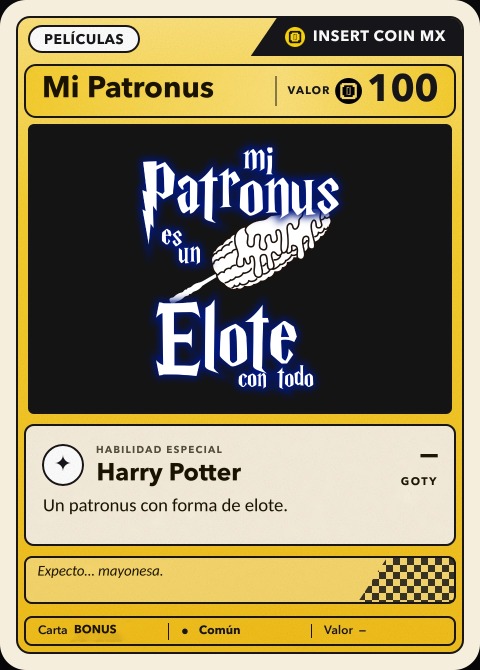 PELÍCULAS
INSERT COIN MX
Mi Patronus
VALOR 100
mi
Patronus
es
un
Elote
con todo
HABILIDAD ESPECIAL
Harry Potter
—
GOTY
Un patronus con forma de elote.
Expecto... mayonesa.
Carta BONUS
• Común
Valor –